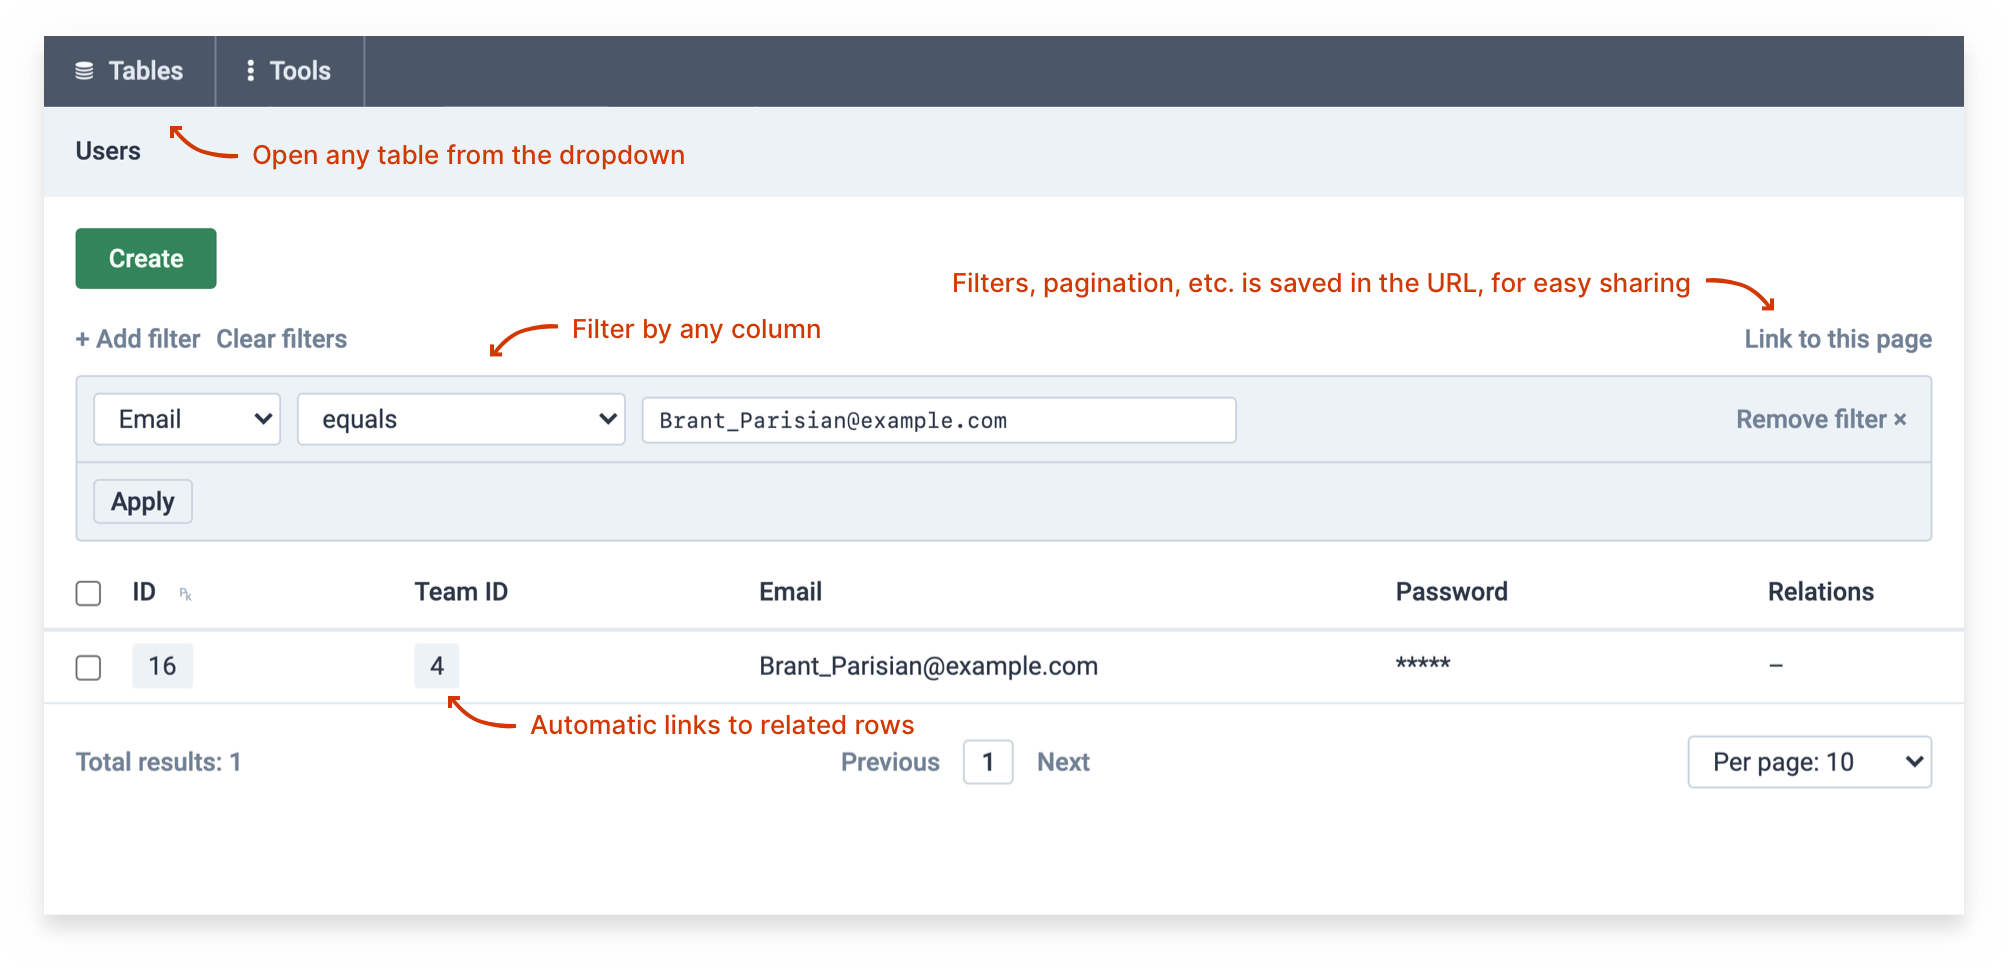 Tables Tools
Users
Open any table from the dropdown
Create
Filters, pagination, etc. is saved in the URL, for easy sharing
Filter by any column
+ Add filter Clear filters
Link to this page
Email equals Brant_Parisian@example.com Remove filter ×
Apply
ID Pk Team ID Email Password Relations
16 4 Brant_Parisian@example.com ***** –
Automatic links to related rows
Total results: 1 Previous 1 Next Per page: 10